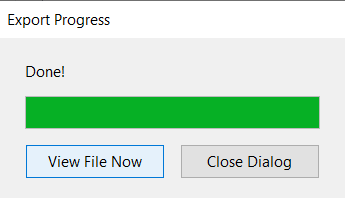 Export Progress
Done!
View File Now
Close Dialog